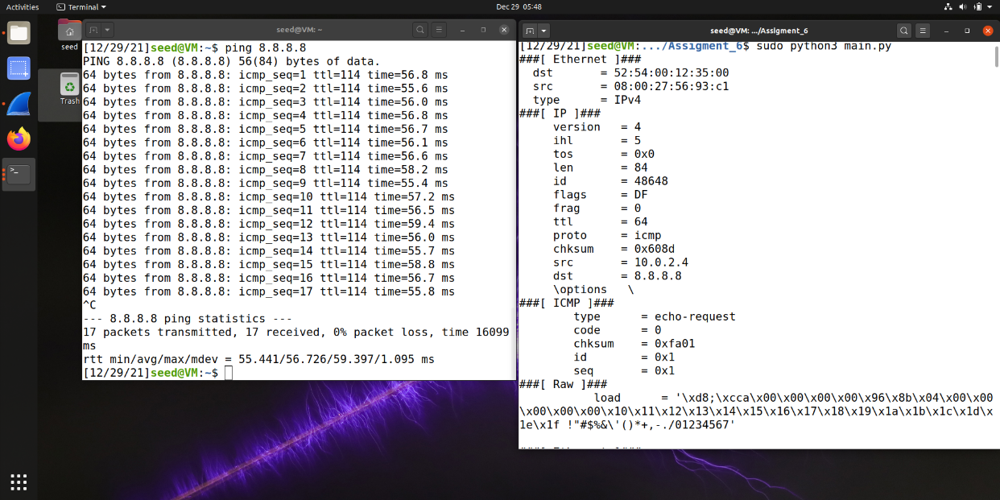 Activities
Terminal
Dec 29 05:48
seed
Trash
seed@VM: ~
[12/29/21]seed@VM:~$ ping 8.8.8.8
PING 8.8.8.8 (8.8.8.8) 56(84) bytes of data.
64 bytes from 8.8.8.8: icmp_seq=1 ttl=114 time=56.8 ms
64 bytes from 8.8.8.8: icmp_seq=2 ttl=114 time=55.6 ms
64 bytes from 8.8.8.8: icmp_seq=3 ttl=114 time=56.0 ms
64 bytes from 8.8.8.8: icmp_seq=4 ttl=114 time=56.8 ms
64 bytes from 8.8.8.8: icmp_seq=5 ttl=114 time=56.7 ms
64 bytes from 8.8.8.8: icmp_seq=6 ttl=114 time=56.1 ms
64 bytes from 8.8.8.8: icmp_seq=7 ttl=114 time=56.6 ms
64 bytes from 8.8.8.8: icmp_seq=8 ttl=114 time=58.2 ms
64 bytes from 8.8.8.8: icmp_seq=9 ttl=114 time=55.4 ms
64 bytes from 8.8.8.8: icmp_seq=10 ttl=114 time=57.2 ms
64 bytes from 8.8.8.8: icmp_seq=11 ttl=114 time=56.5 ms
64 bytes from 8.8.8.8: icmp_seq=12 ttl=114 time=59.4 ms
64 bytes from 8.8.8.8: icmp_seq=13 ttl=114 time=56.0 ms
64 bytes from 8.8.8.8: icmp_seq=14 ttl=114 time=55.7 ms
64 bytes from 8.8.8.8: icmp_seq=15 ttl=114 time=58.8 ms
64 bytes from 8.8.8.8: icmp_seq=16 ttl=114 time=56.7 ms
64 bytes from 8.8.8.8: icmp_seq=17 ttl=114 time=55.8 ms
^C
--- 8.8.8.8 ping statistics ---
17 packets transmitted, 17 received, 0% packet loss, time 16099
ms
rtt min/avg/max/mdev = 55.441/56.726/59.397/1.095 ms
[12/29/21]seed@VM:~$
seed@VM: .../Assigment_6
[12/29/21]seed@VM:.../Assigment_6$ sudo python3 main.py
###[ Ethernet ]###
dst = 52:54:00:12:35:00
src = 08:00:27:56:93:c1
type = IPv4
###[ IP ]###
version = 4
ihl = 5
tos = 0x0
len = 84
id = 48648
flags = DF
frag = 0
ttl = 64
proto = icmp
chksum = 0x608d
src = 10.0.2.4
dst = 8.8.8.8
\options \
###[ ICMP ]###
type = echo-request
code = 0
chksum = 0xfa01
id = 0x1
seq = 0x1
###[ Raw ]###
load = '\xd8;\xcca\x00\x00\x00\x00\x96\x8b\x04\x00\x00
\x00\x00\x00\x10\x11\x12\x13\x14\x15\x16\x17\x18\x19\x1a\x1b\x1c\x1d\x
1e\x1f !"#$%&\'()*+,-./01234567'